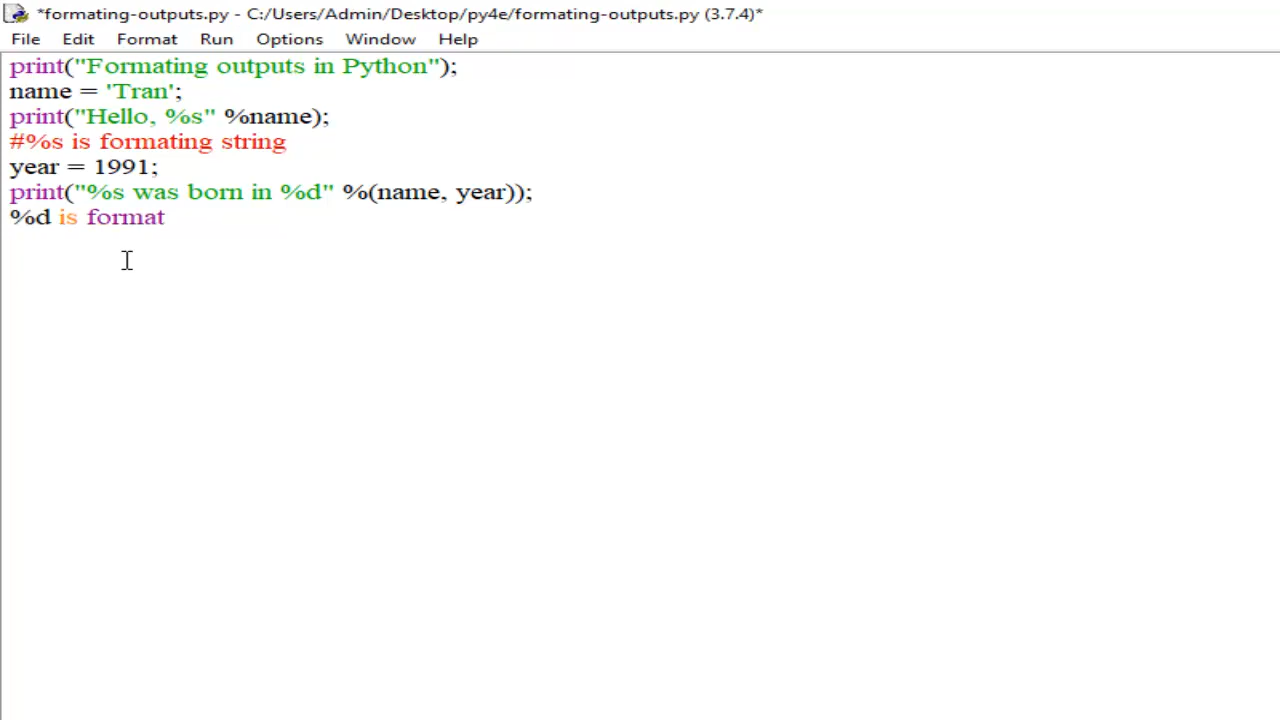 *formating-outputs.py - C:/Users/Admin/Desktop/py4e/formating-outputs.py (3.7.4)*
File Edit Format Run Options Window Help
print("Formating outputs in Python");
name = 'Tran';
print("Hello, %s" %name);
#%s is formating string
year = 1991;
print("%s was born in %d" %(name, year));
%d is format